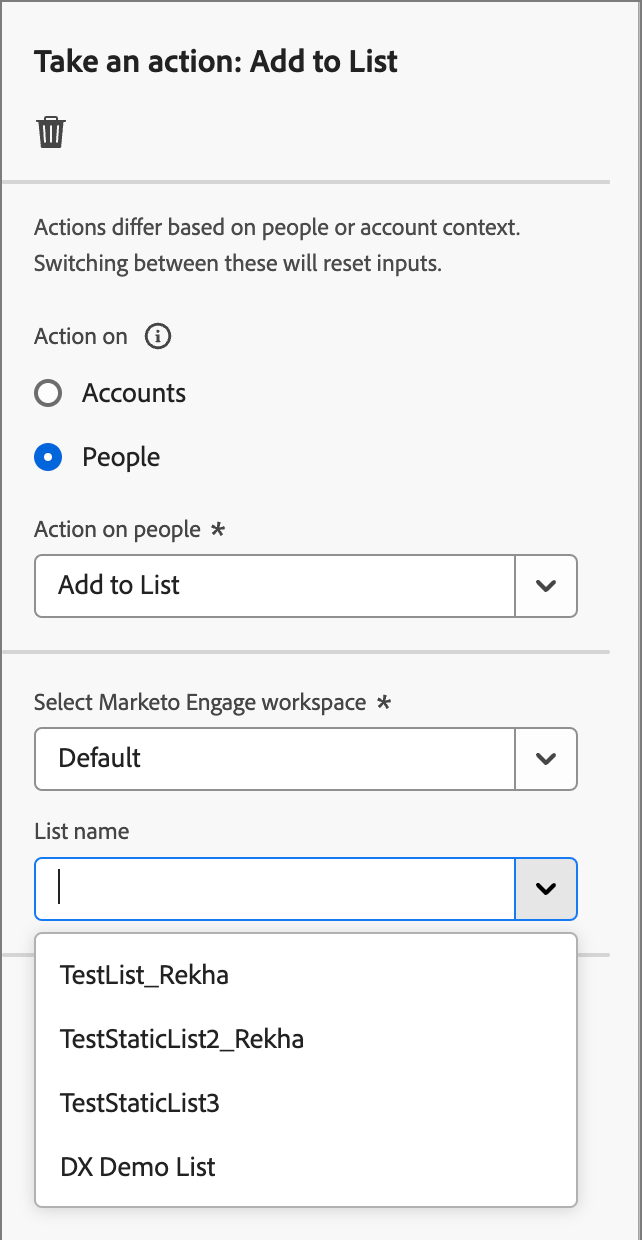 Take an action: Add to List
Actions differ based on people or account context.
Switching between these will reset inputs.
Action on
Accounts
People
Action on people *
Add to List
Select Marketo Engage workspace *
Default
List name
TestList_Rekha
TestStaticList2_Rekha
TestStaticList3
DX Demo List